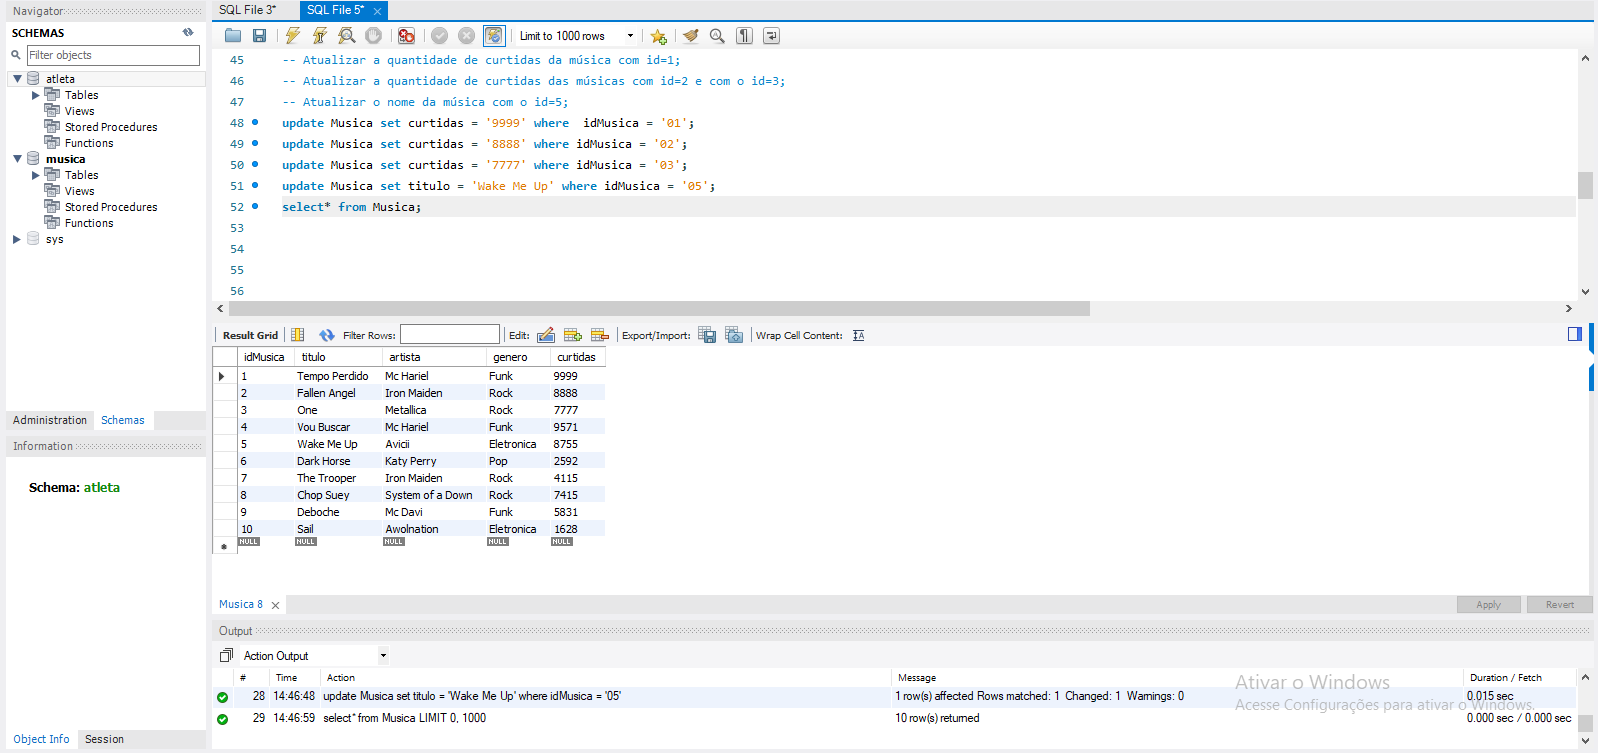 Navigator
SCHEMAS
Filter objects
atleta
Tables
Views
Stored Procedures
Functions
musica
Tables
Views
Stored Procedures
Functions
sys
Administration Schemas
Information
Schema: atleta
Object Info Session
SQL File 3* SQL File 5*
Limit to 1000 rows
45 -- Atualizar a quantidade de curtidas da música com id=1;
46 -- Atualizar a quantidade de curtidas das músicas com id=2 e com o id=3;
47 -- Atualizar o nome da música com o id=5;
48 update Musica set curtidas = '9999' where  idMusica = '01';
49 update Musica set curtidas = '8888' where idMusica = '02';
50 update Musica set curtidas = '7777' where idMusica = '03';
51 update Musica set titulo = 'Wake Me Up' where idMusica = '05';
52 select* from Musica;
53
54
55
56
Result Grid Filter Rows: Edit: Export/Import: Wrap Cell Content:
idMusica titulo artista genero curtidas
1 Tempo Perdido Mc Hariel Funk 9999
2 Fallen Angel Iron Maiden Rock 8888
3 One Metallica Rock 7777
4 Vou Buscar Mc Hariel Funk 9571
5 Wake Me Up Avicii Eletronica 8755
6 Dark Horse Katy Perry Pop 2592
7 The Trooper Iron Maiden Rock 4115
8 Chop Suey System of a Down Rock 7415
9 Deboche Mc Davi Funk 5831
10 Sail Awolnation Eletronica 1628
NULL NULL NULL NULL NULL
Musica 8 Apply Revert
Output
Action Output
# Time Action Message Duration / Fetch
28 14:46:48 update Musica set titulo = 'Wake Me Up' where idMusica = '05' 1 row(s) affected Rows matched: 1  Changed: 1  Warnings: 0 0.015 sec
29 14:46:59 select* from Musica LIMIT 0, 1000 10 row(s) returned 0.000 sec / 0.000 sec
Ativar o Windows
Acesse Configurações para ativar o Windows.